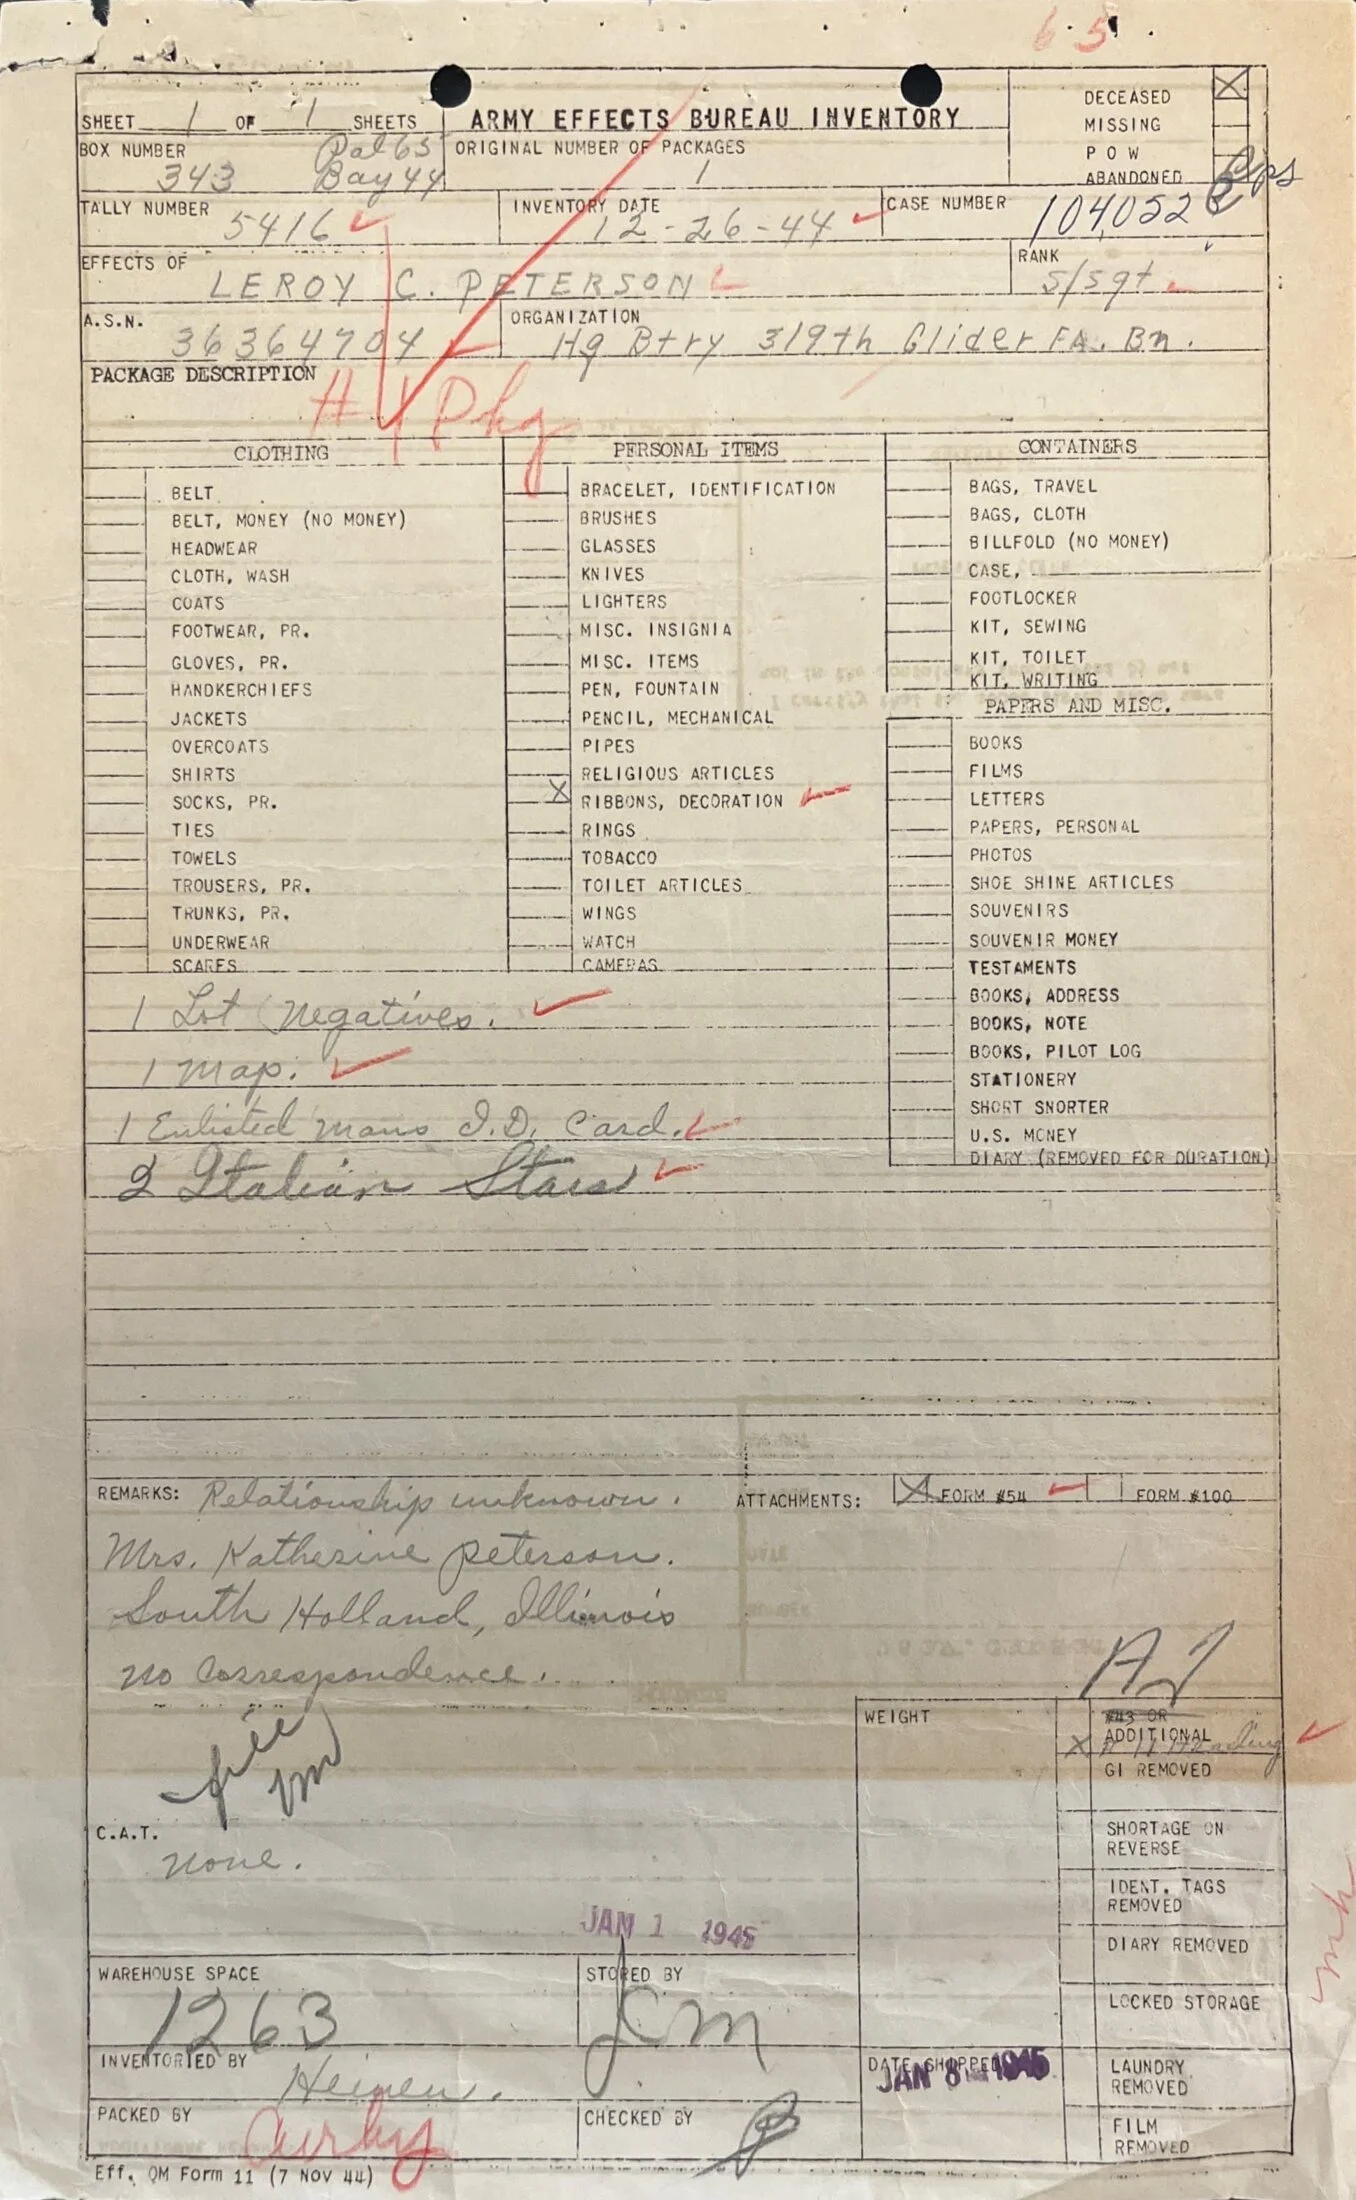 6 5
SHEET 1 OF 1 SHEETS
ARMY EFFECTS BUREAU INVENTORY
DECEASED X
MISSING
P O W
ABANDONED
BOX NUMBER
343
Pal 65
Bay 44
ORIGINAL NUMBER OF PACKAGES
1
TALLY NUMBER
5416
INVENTORY DATE
12-26-44
CASE NUMBER
104,052
EFFECTS OF
LEROY C. PETERSON
RANK
S/Sgt
A.S.N.
36364704
ORGANIZATION
Hq Btry 319th Glider FA. Bn.
PACKAGE DESCRIPTION
Pkg
CLOTHING
BELT
BELT, MONEY (NO MONEY)
HEADWEAR
CLOTH, WASH
COATS
FOOTWEAR, PR.
GLOVES, PR.
HANDKERCHIEFS
JACKETS
OVERCOATS
SHIRTS
SOCKS, PR.
TIES
TOWELS
TROUSERS, PR.
TRUNKS, PR.
UNDERWEAR
SCARFS
PERSONAL ITEMS
BRACELET, IDENTIFICATION
BRUSHES
GLASSES
KNIVES
LIGHTERS
MISC. INSIGNIA
MISC. ITEMS
PEN, FOUNTAIN
PENCIL, MECHANICAL
PIPES
RELIGIOUS ARTICLES
X RIBBONS, DECORATION
RINGS
TOBACCO
TOILET ARTICLES
WINGS
WATCH
CAMERAS
CONTAINERS
BAGS, TRAVEL
BAGS, CLOTH
BILLFOLD (NO MONEY)
CASE,
FOOTLOCKER
KIT, SEWING
KIT, TOILET
KIT, WRITING
PAPERS AND MISC.
BOOKS
FILMS
LETTERS
PAPERS, PERSONAL
PHOTOS
SHOE SHINE ARTICLES
SOUVENIRS
SOUVENIR MONEY
TESTAMENTS
BOOKS, ADDRESS
BOOKS, NOTE
BOOKS, PILOT LOG
STATIONERY
SHORT SNORTER
U.S. MONEY
DIARY (REMOVED FOR DURATION)
1 Lot Negatives.
1 Map.
1 Enlisted Mans I.D. Card.
2 Italian Stars
REMARKS: Relationship unknown.
Mrs. Katherine Peterson.
South Holland, Illinois
No Correspondence.
ATTACHMENTS: X FORM #54 FORM #100
C.A.T.
None.
WEIGHT
#43 OR
ADDITIONAL
X
GI REMOVED
SHORTAGE ON
REVERSE
IDENT. TAGS
REMOVED
DIARY REMOVED
LOCKED STORAGE
LAUNDRY
REMOVED
FILM
REMOVED
JAN 1 1945
WAREHOUSE SPACE
1263
STORED BY
INVENTORIED BY
Heinen.
DATE SHIPPED
JAN 8 1945
PACKED BY
CHECKED BY
Eff. QM Form 11 (7 NOV 44)